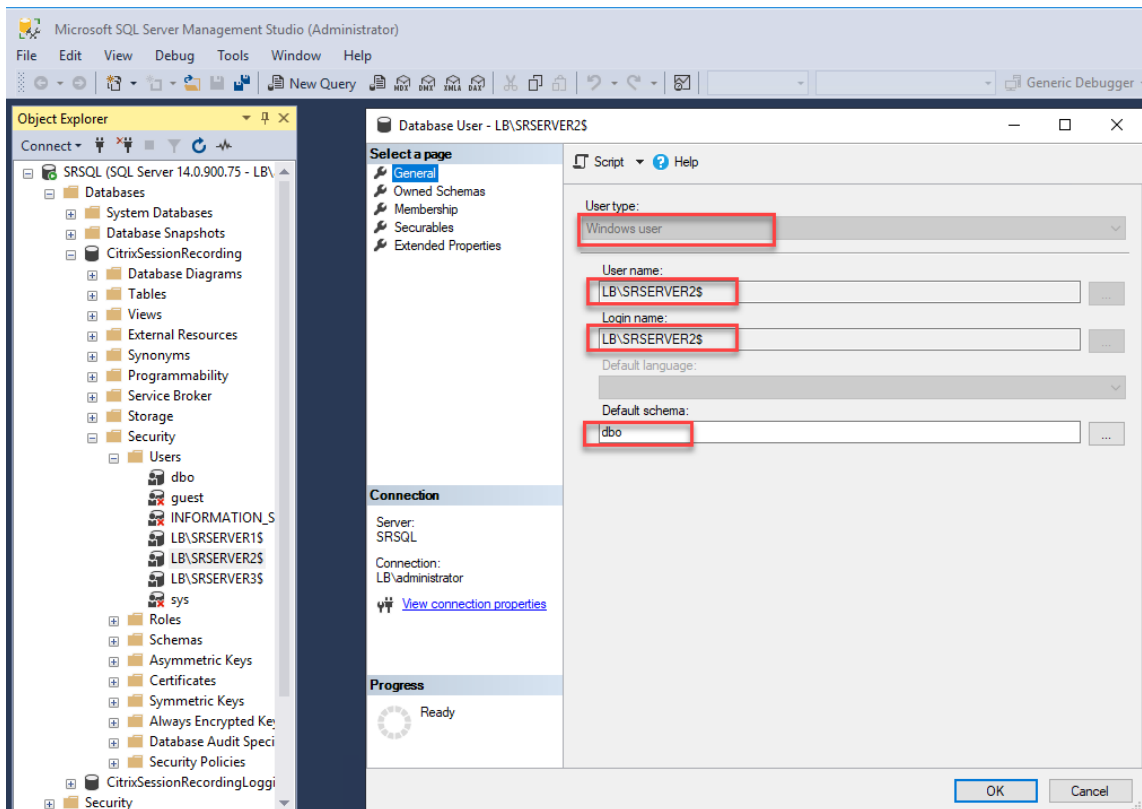 Microsoft SQL Server Management Studio (Administrator)
File Edit View Debug Tools Window Help
New Query MDX DMX XMLA DAX Generic Debugger
Object Explorer
Connect
SRSQL (SQL Server 14.0.900.75 - LB\
Databases
System Databases
Database Snapshots
CitrixSessionRecording
Database Diagrams
Tables
Views
External Resources
Synonyms
Programmability
Service Broker
Storage
Security
Users
dbo
guest
INFORMATION_S
LB\SRSERVER1$
LB\SRSERVER2$
LB\SRSERVER3$
sys
Roles
Schemas
Asymmetric Keys
Certificates
Symmetric Keys
Always Encrypted Key
Database Audit Speci
Security Policies
CitrixSessionRecordingLoggi
Security
Database User - LB\SRSERVER2$
Select a page
General
Owned Schemas
Membership
Securables
Extended Properties
Connection
Server:
SRSQL
Connection:
LB\administrator
View connection properties
Progress
Ready
Script Help
User type:
Windows user
User name:
LB\SRSERVER2$
...
Login name:
LB\SRSERVER2$
...
Default language:
Default schema:
dbo
...
OK Cancel